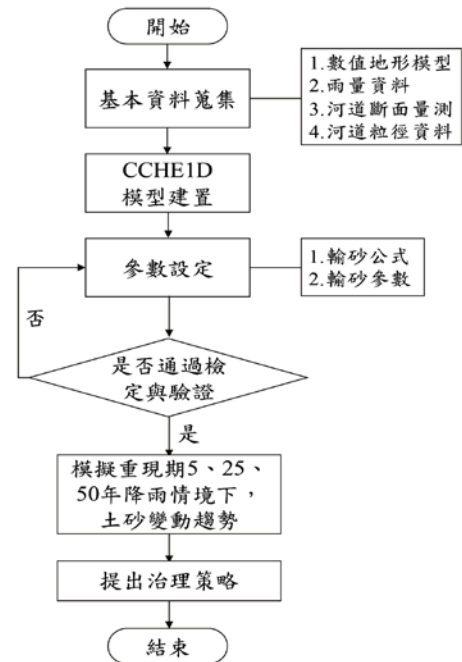 開始
基本資料蒐集
1.數值地形模型
2.雨量資料
3.河道斷面量測
4.河道粒徑資料
CCHE1D
模型建置
參數設定
1.輸砂公式
2.輸砂參數
否
是否通過檢
定與驗證
是
模擬重現期5、25、
50年降雨情境下，
土砂變動趨勢
提出治理策略
結束